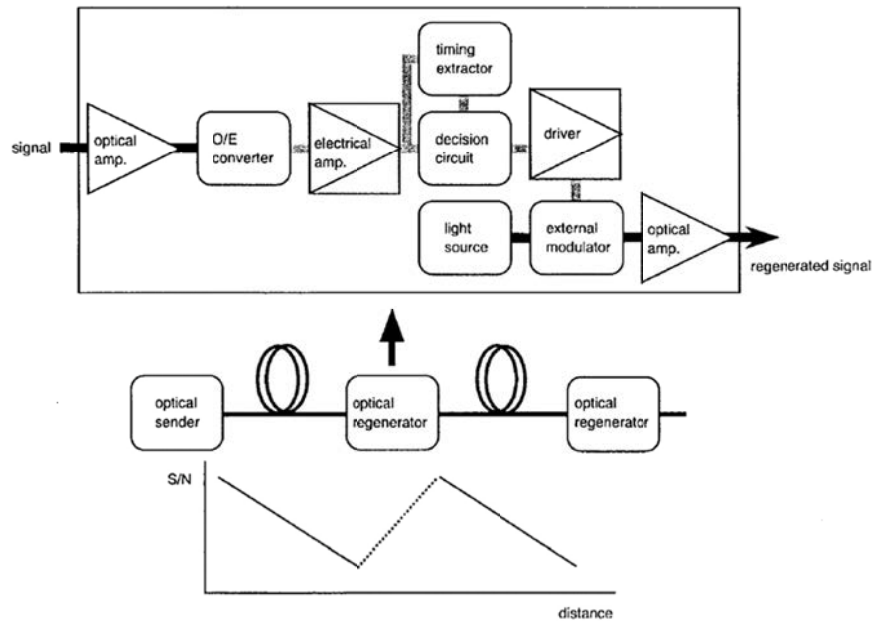 timing
extractor
signal
optical
amp.
O/E
converter
electrical
amp.
decision
circuit
driver
light
source
external
modulator
optical
amp.
regenerated signal
optical
sender
optical
regenerator
optical
regenerator
S/N
distance